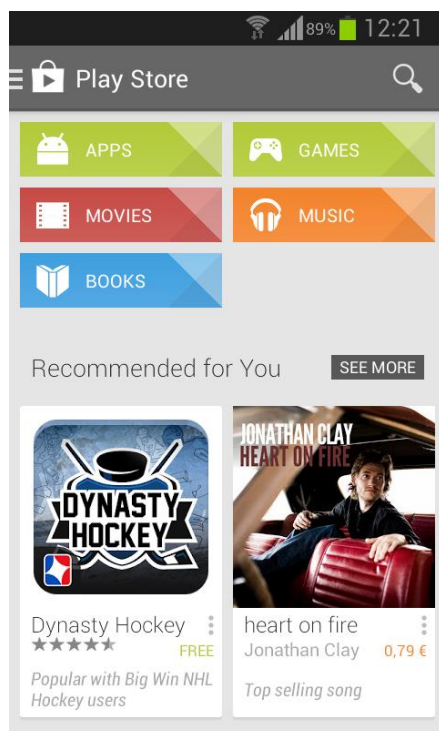 89% 12:21
Play Store
APPS
GAMES
MOVIES
MUSIC
BOOKS
Recommended for You
SEE MORE
DYNASTY
HOCKEY
Dynasty Hockey
FREE
Popular with Big Win NHL
Hockey users
JONATHAN CLAY
HEART ON FIRE
heart on fire
Jonathan Clay 0,79 €
Top selling song